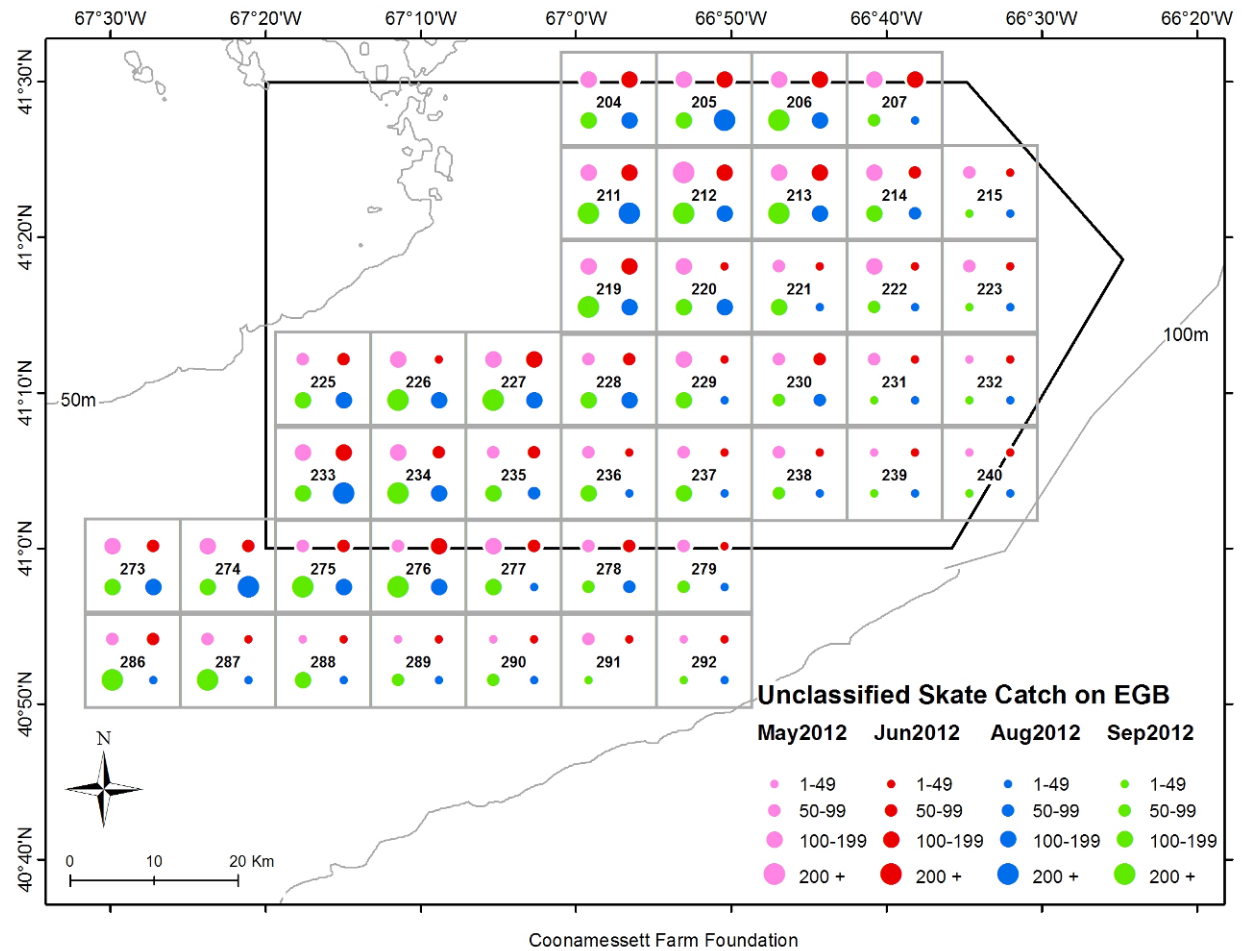 67°30'W 67°20'W 67°10'W 67°0'W 66°50'W 66°40'W 66°30'W 66°20'W
41°30'N
204 205 206 207
211 212 213 214 215
41°20'N
219 220 221 222 223
100m
225 226 227 228 229 230 231 232
41°10'N
50m
233 234 235 236 237 238 239 240
41°0'N
273 274 275 276 277 278 279
286 287 288 289 290 291 292
40°50'N
Unclassified Skate Catch on EGB
May2012 Jun2012 Aug2012 Sep2012
N
1-49 1-49 1-49 1-49
50-99 50-99 50-99 50-99
100-199 100-199 100-199 100-199
200 + 200 + 200 + 200 +
40°40'N
0 10 20 Km
Coonamessett Farm Foundation